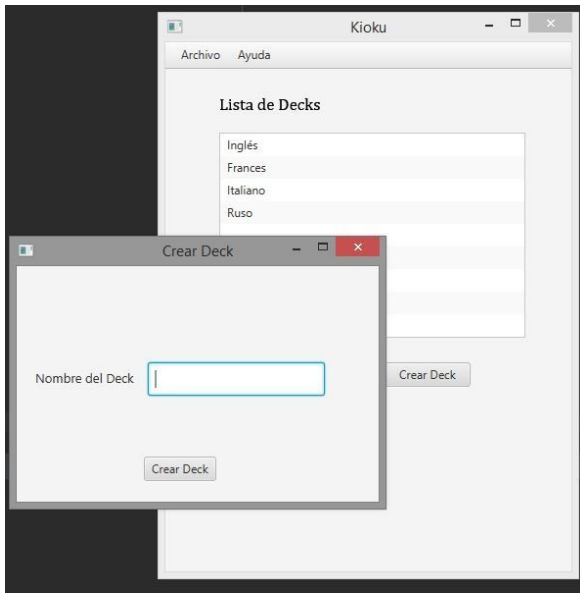 Kioku
Archivo Ayuda
Lista de Decks
Inglés
Frances
Italiano
Ruso
Crear Deck
Crear Deck
Nombre del Deck
Crear Deck